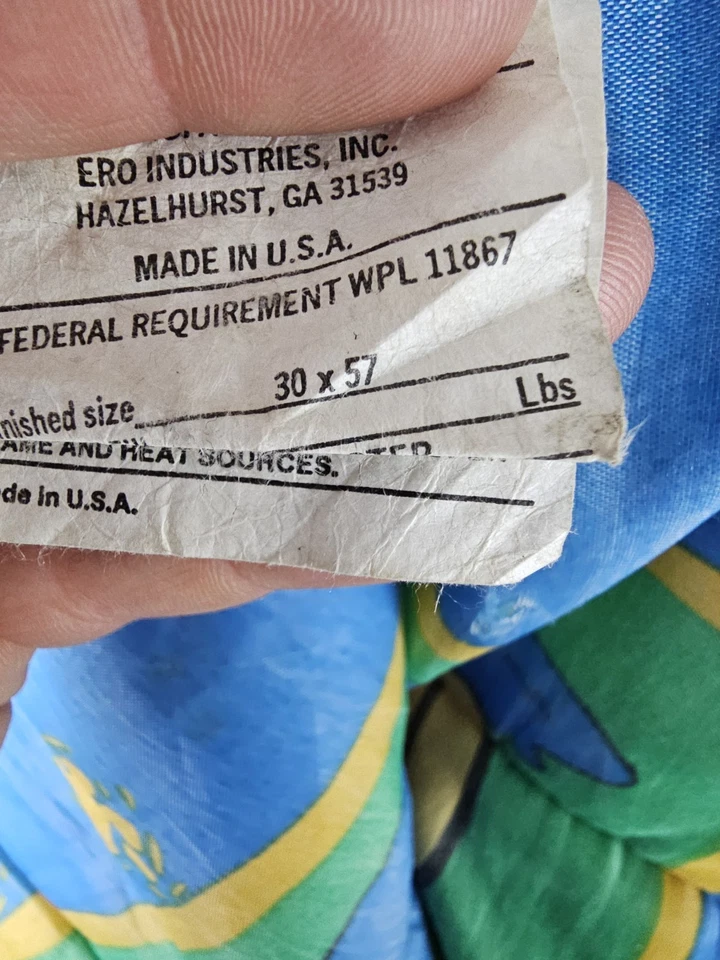 ERO INDUSTRIES, INC.
HAZELHURST, GA 31539
MADE IN U.S.A.
FEDERAL REQUIREMENT WPL 11867
nished size 30 x 57
Lbs
AME AND HEAT SOURCES.
de in U.S.A.